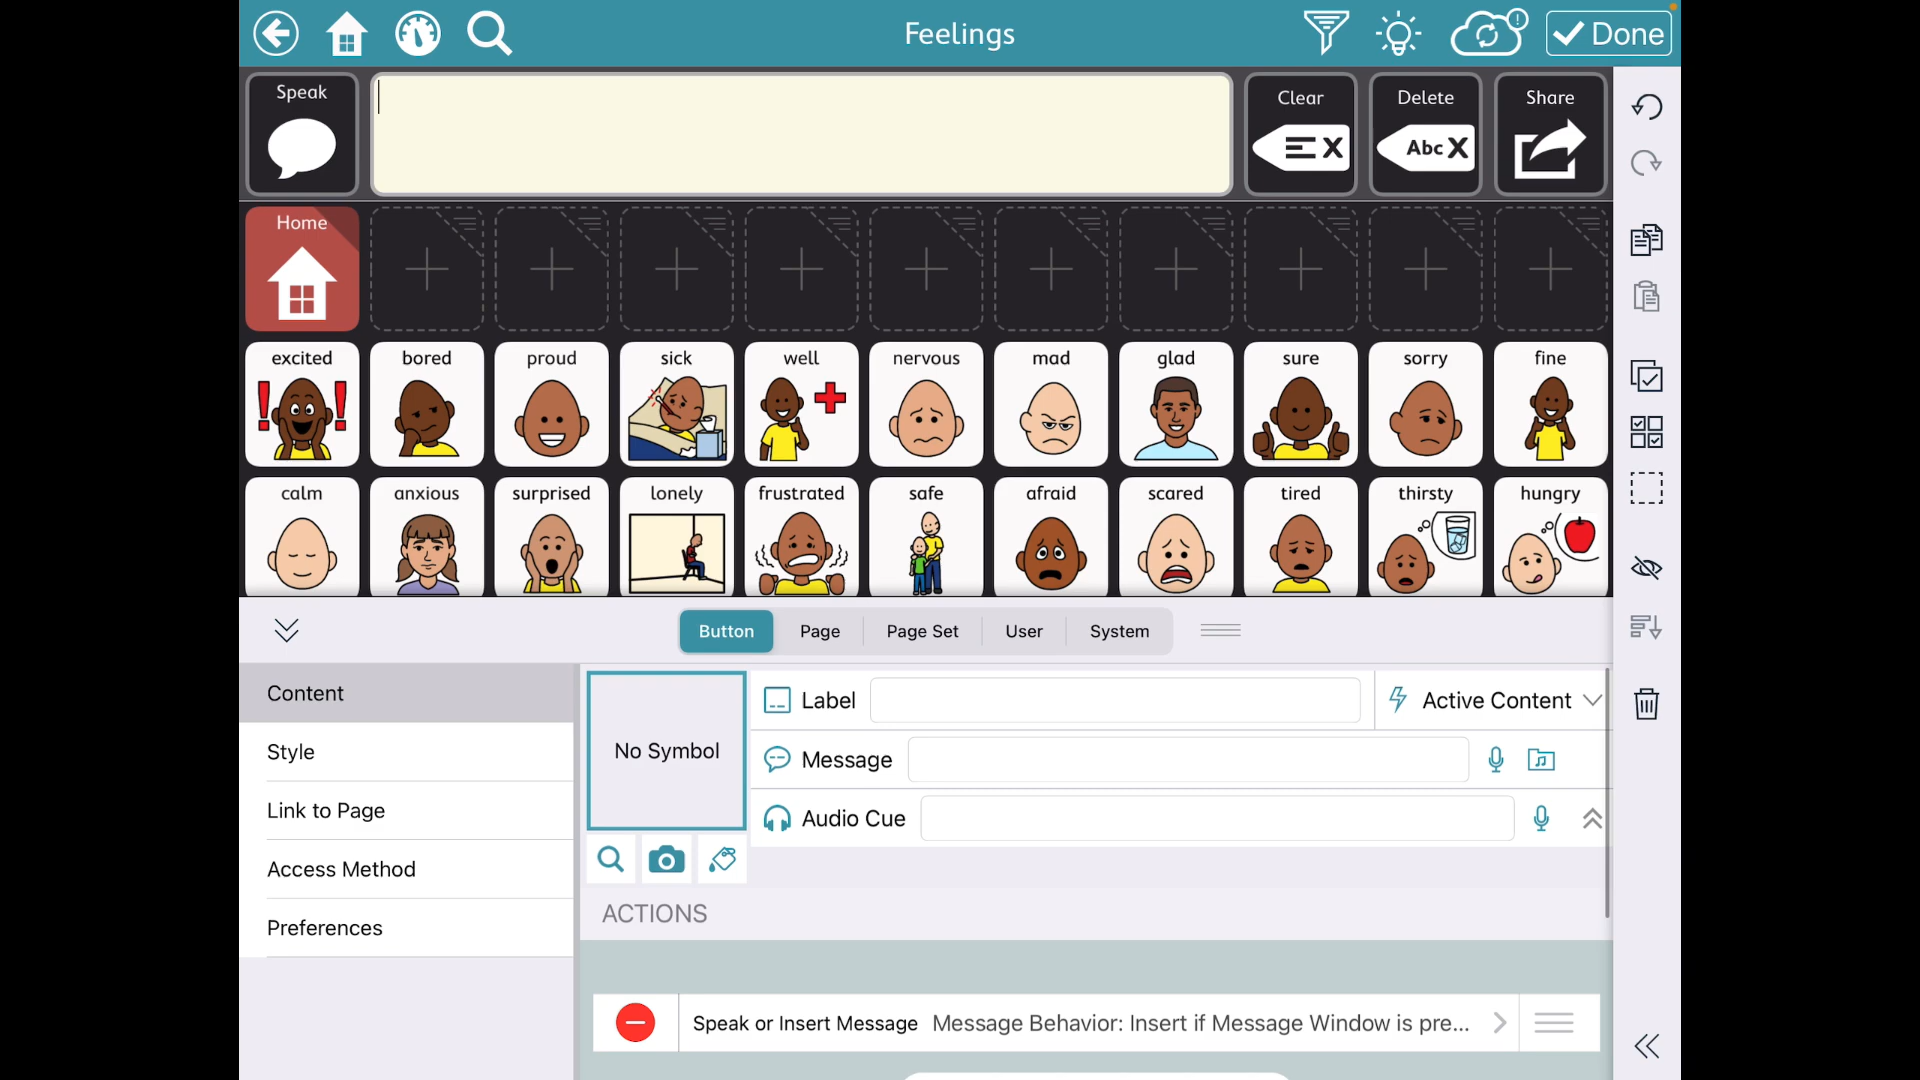 Feelings
Done
Speak
Clear
Delete
Abc X
Share
Home
excited
bored
proud
sick
well
nervous
mad
glad
sure
sorry
fine
calm
anxious
surprised
lonely
frustrated
safe
afraid
scared
tired
thirsty
hungry
Button
Page
Page Set
User
System
Content
Style
Link to Page
Access Method
Preferences
No Symbol
Label
Active Content
Message
Audio Cue
ACTIONS
Speak or Insert Message Message Behavior: Insert if Message Window is pre...